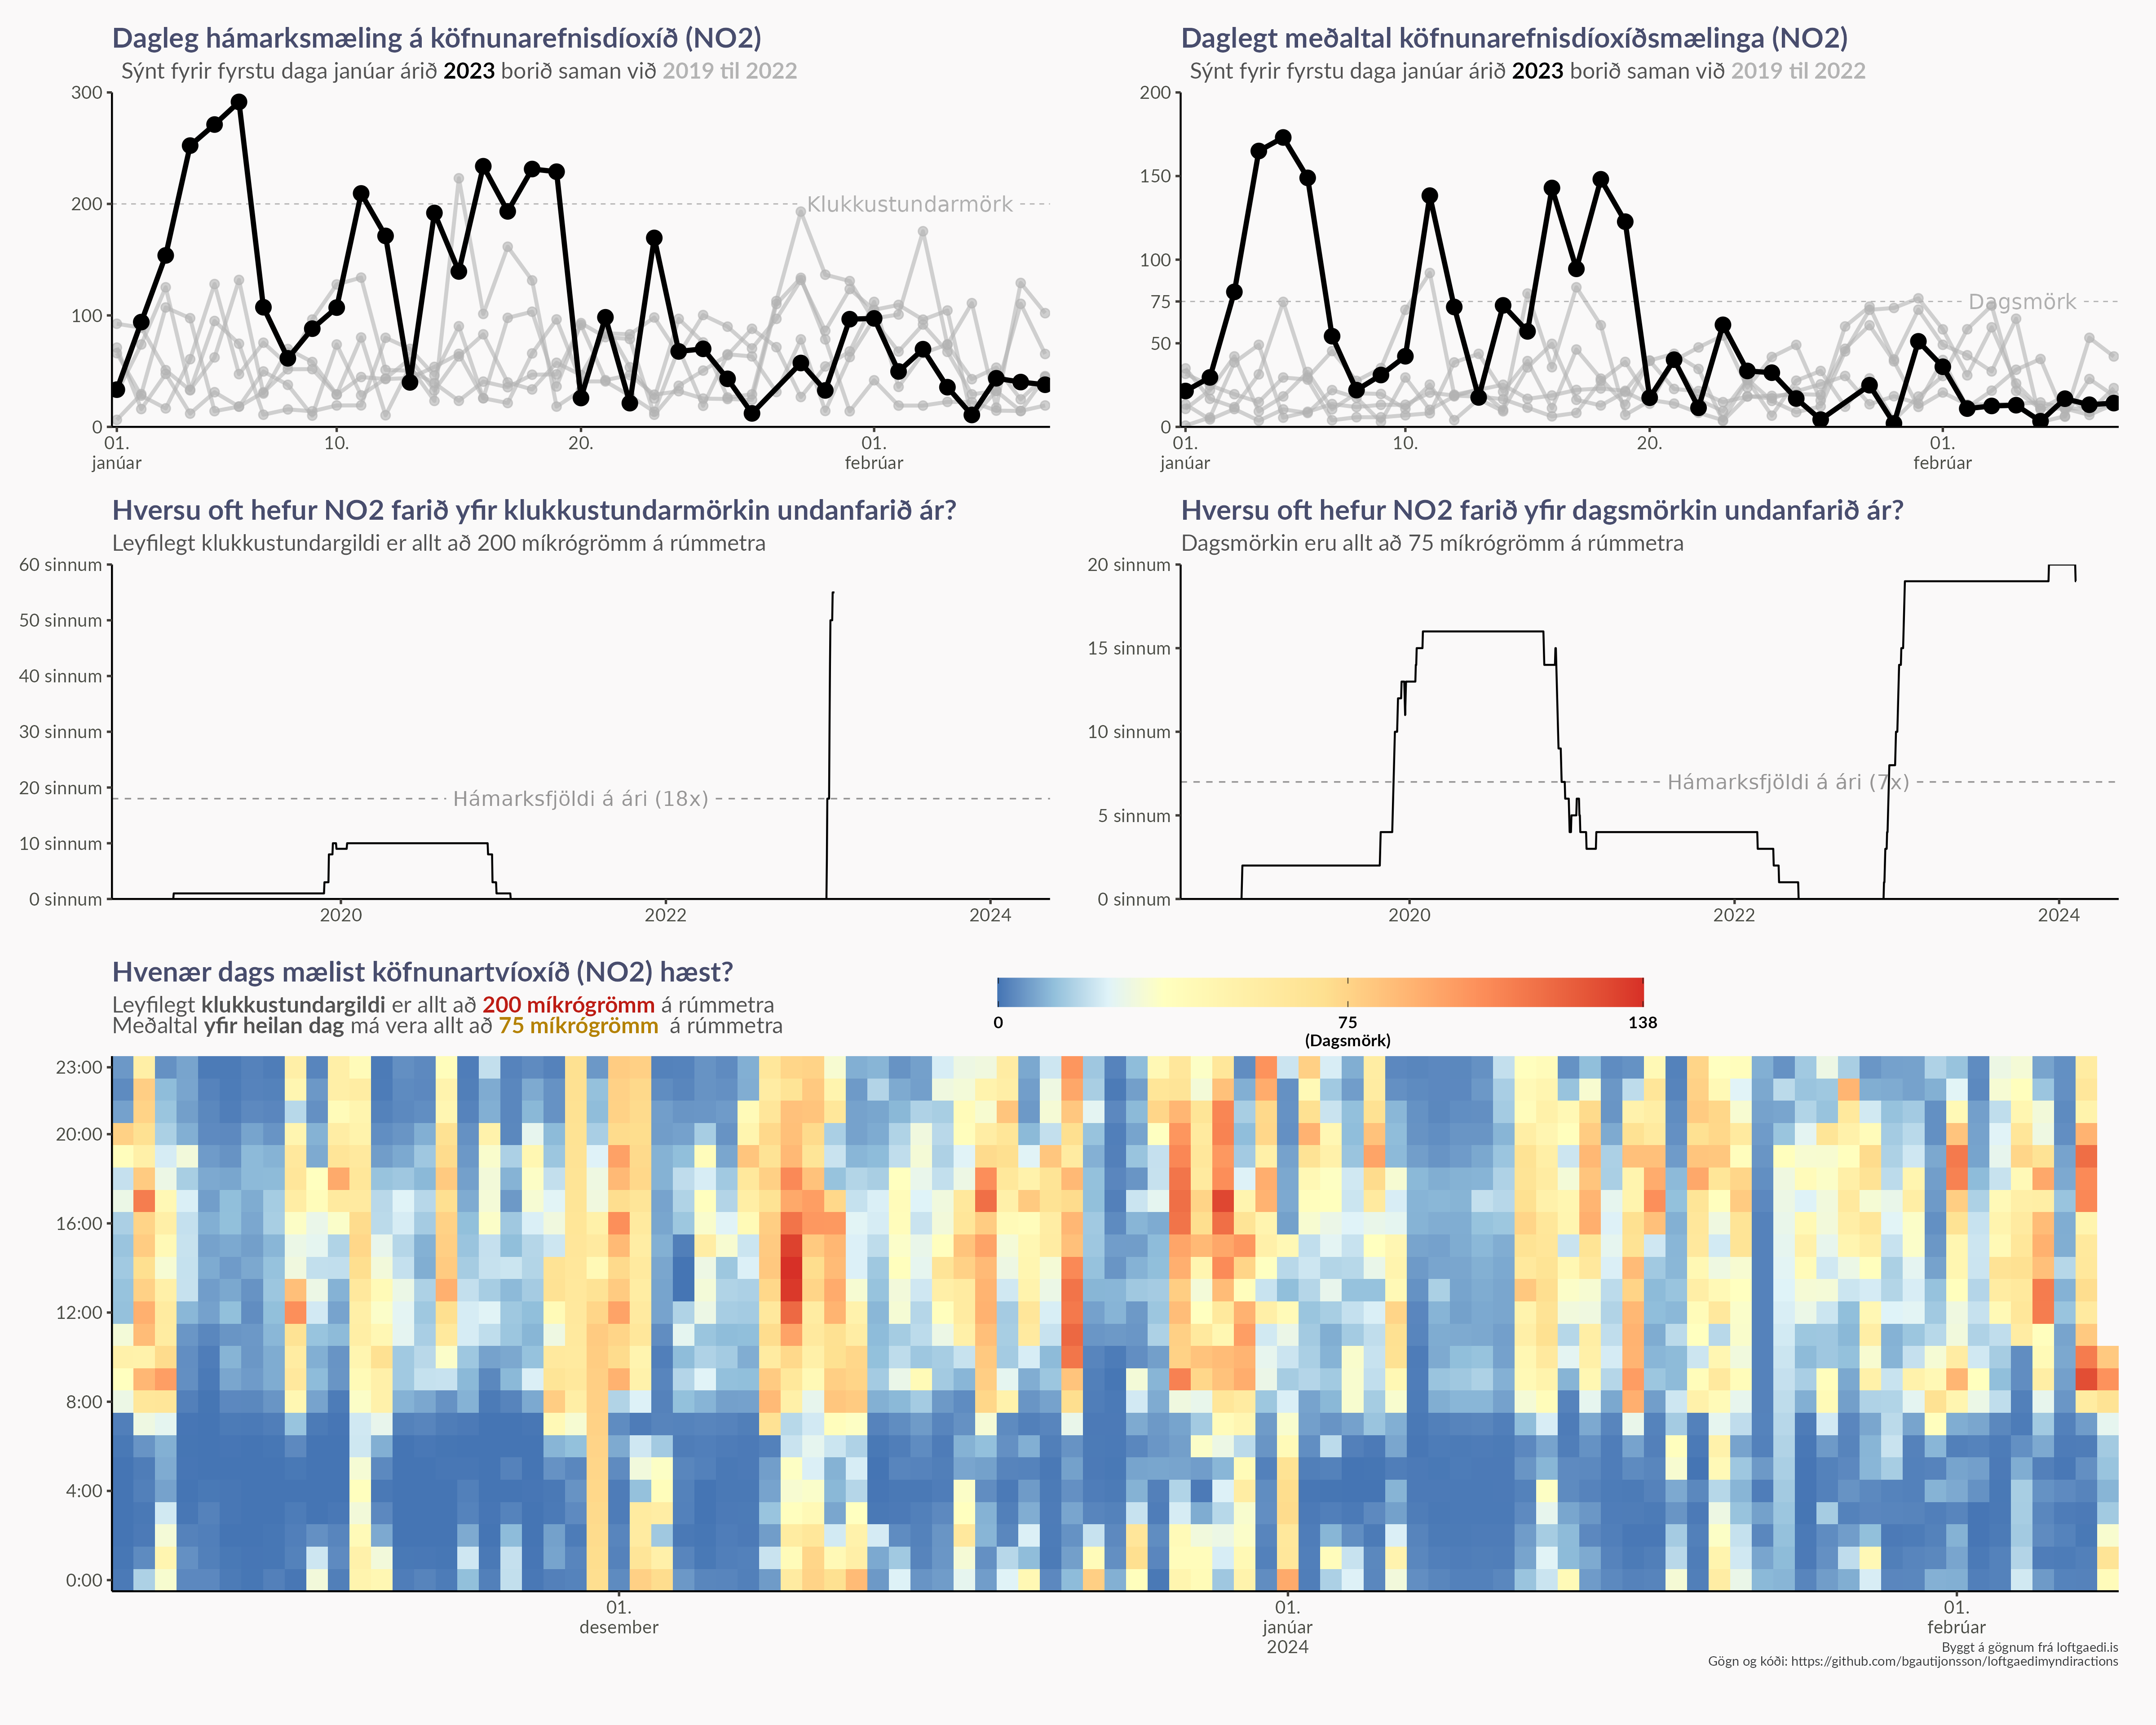 Dagleg hámarksmæling á köfnunarefnisdíoxíð (NO2)
Sýnt fyrir fyrstu daga janúar árið 2023 borið saman við 2019 til 2022
300
200
100
0
Klukkustundarmörk
01.
janúar
10.
20.
01.
febrúar
Daglegt meðaltal köfnunarefnisdíoxíðsmælinga (NO2)
Sýnt fyrir fyrstu daga janúar árið 2023 borið saman við 2019 til 2022
200
150
100
75
50
0
Dagsmörk
01.
janúar
10.
20.
01.
febrúar
Hversu oft hefur NO2 farið yfir klukkustundarmörkin undanfarið ár?
Leyfilegt klukkustundargildi er allt að 200 míkrógrömm á rúmmetra
60 sinnum
50 sinnum
40 sinnum
30 sinnum
20 sinnum
10 sinnum
0 sinnum
Hámarksfjöldi á ári (18x)
2020
2022
2024
Hversu oft hefur NO2 farið yfir dagsmörkin undanfarið ár?
Dagsmörkin eru allt að 75 míkrógrömm á rúmmetra
20 sinnum
15 sinnum
10 sinnum
5 sinnum
0 sinnum
Hámarksfjöldi á ári (7x)
2020
2022
2024
Hvenær dags mælist köfnunartvíoxíð (NO2) hæst?
Leyfilegt klukkustundargildi er allt að 200 míkrógrömm á rúmmetra
Meðaltal yfir heilan dag má vera allt að 75 míkrógrömm á rúmmetra
0
75
(Dagsmörk)
138
23:00
20:00
16:00
12:00
8:00
4:00
0:00
01.
desember
01.
janúar
2024
01.
febrúar
Byggt á gögnum frá loftgaedi.is
Gögn og kóði: https://github.com/bgautijonsson/loftgaedimyndiractions